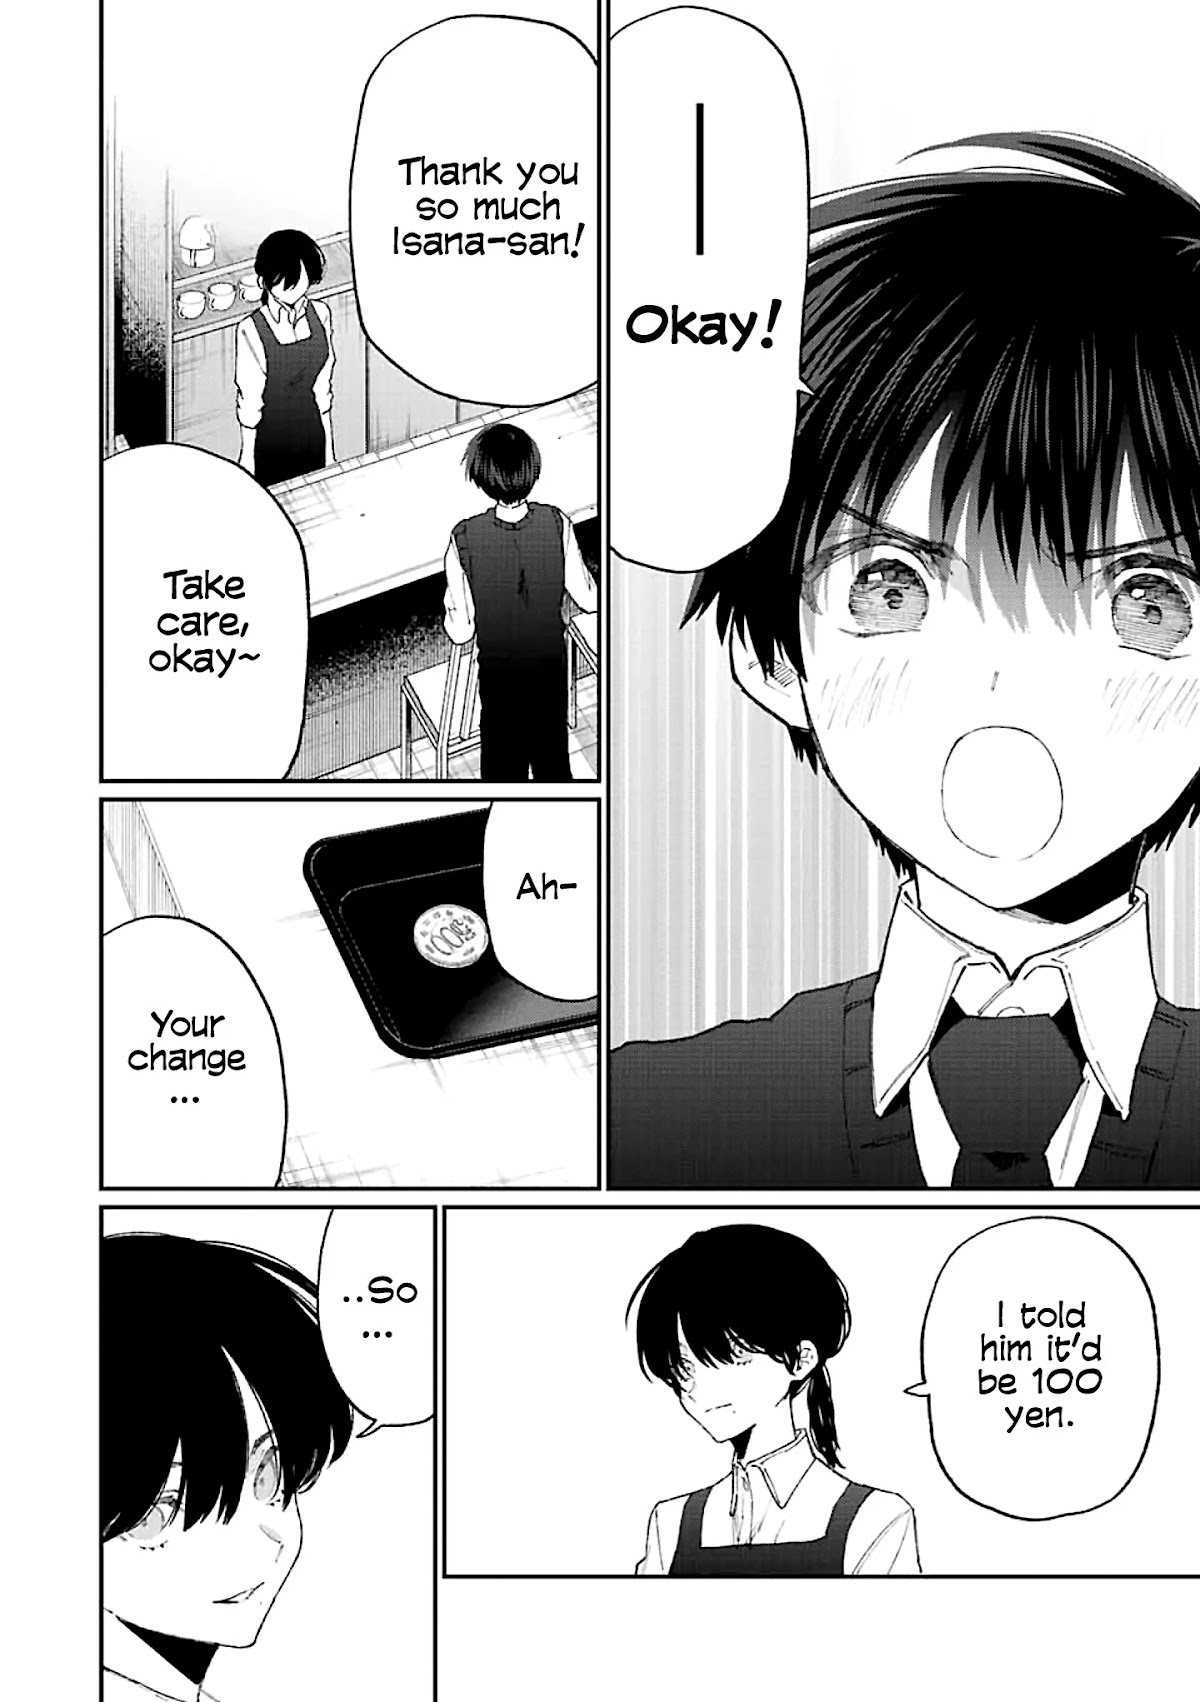 —
Okay!
Thank you
so much
Isana-san!
Take
care,
okay~
Ah-
500
Your
change
...
I told
him it'd
be 100
yen.
..So
...